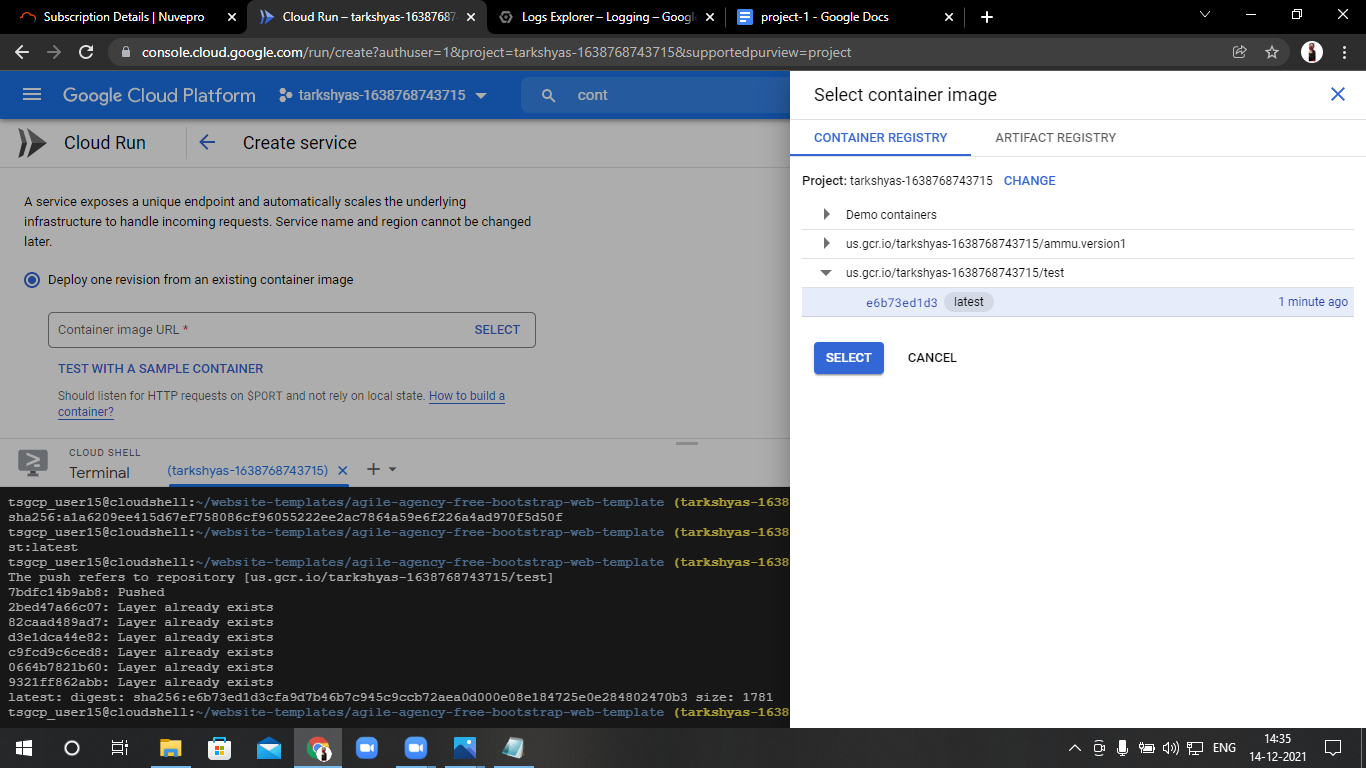 Subscription Details | Nuvepro
Cloud Run – tarkshyas-16387687
Logs Explorer – Logging – Googl
project-1 - Google Docs
console.cloud.google.com/run/create?authuser=1&project=tarkshyas-1638768743715&supportedpurview=project
Google Cloud Platform
tarkshyas-1638768743715
cont
Cloud Run
Create service
A service exposes a unique endpoint and automatically scales the underlying
infrastructure to handle incoming requests. Service name and region cannot be changed
later.
Deploy one revision from an existing container image
Container image URL *
SELECT
TEST WITH A SAMPLE CONTAINER
Should listen for HTTP requests on $PORT and not rely on local state. How to build a
container?
Select container image
CONTAINER REGISTRY
ARTIFACT REGISTRY
Project: tarkshyas-1638768743715 CHANGE
Demo containers
us.gcr.io/tarkshyas-1638768743715/ammu.version1
us.gcr.io/tarkshyas-1638768743715/test
e6b73ed1d3 latest 1 minute ago
SELECT
CANCEL
CLOUD SHELL
Terminal
(tarkshyas-1638768743715)
tsgcp_user15@cloudshell:~/website-templates/agile-agency-free-bootstrap-web-template (tarkshyas-1638
sha256:a1a6209ee415d67ef758086cf96055222ee2ac7864a59e6f226a4ad970f5d50f
tsgcp_user15@cloudshell:~/website-templates/agile-agency-free-bootstrap-web-template (tarkshyas-1638
st:latest
tsgcp_user15@cloudshell:~/website-templates/agile-agency-free-bootstrap-web-template (tarkshyas-1638
The push refers to repository [us.gcr.io/tarkshyas-1638768743715/test]
7bdfc14b9ab8: Pushed
2bed47a66c07: Layer already exists
82caad489ad7: Layer already exists
d3e1dca44e82: Layer already exists
c9fcd9c6ced8: Layer already exists
0664b7821b60: Layer already exists
9321ff862abb: Layer already exists
latest: digest: sha256:e6b73ed1d3cfa9d7b46b7c945c9ccb72aea0d000e08e184725e0e284802470b3 size: 1781
tsgcp_user15@cloudshell:~/website-templates/agile-agency-free-bootstrap-web-template (tarkshyas-1638
ENG
14:35
14-12-2021